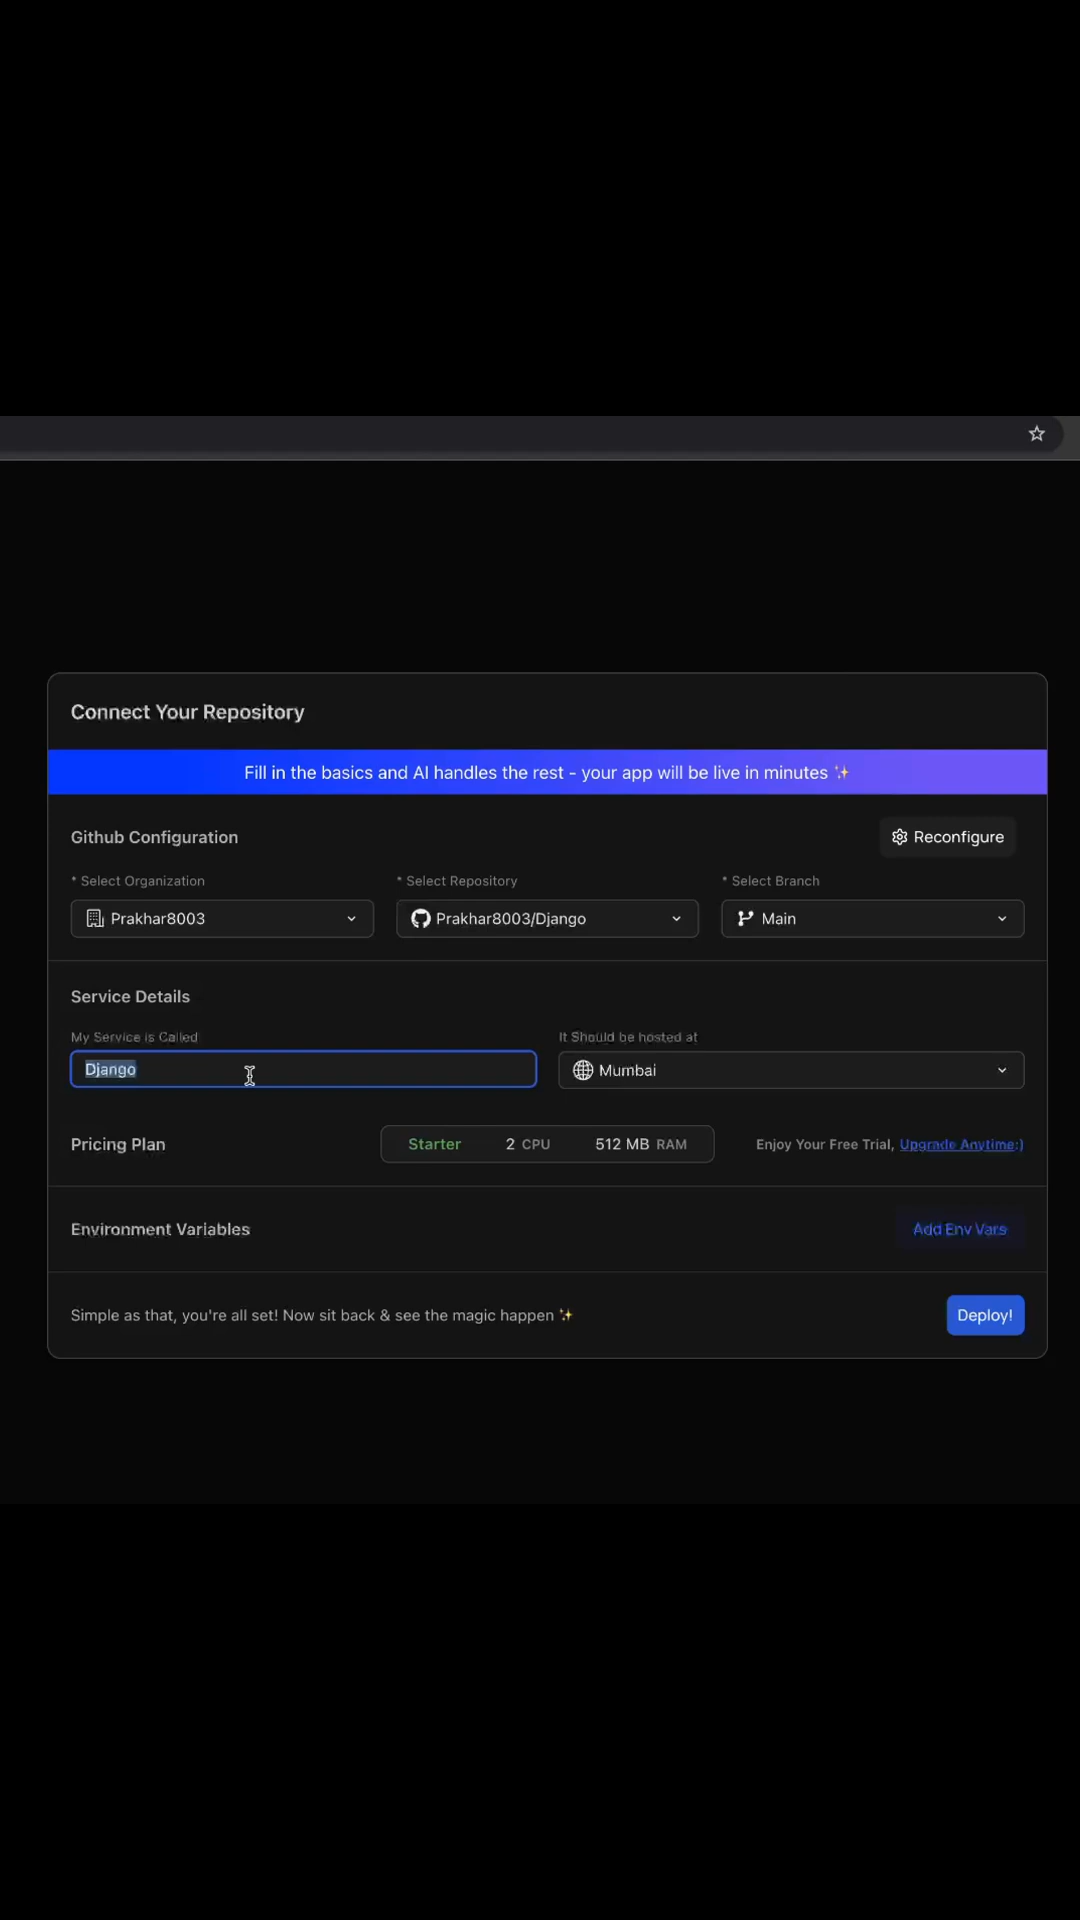 Connect Your Repository
Fill in the basics and AI handles the rest - your app will be live in minutes ✨
Github Configuration
Reconfigure
* Select Organization
* Select Repository
* Select Branch
Prakhar8003
Prakhar8003/Django
Main
Service Details
My Service is Called
It Should be hosted at
Django
Mumbai
Pricing Plan
Starter 2 CPU 512 MB RAM
Enjoy Your Free Trial, Upgrade Anytime:)
Environment Variables
Add Env Vars
Simple as that, you're all set! Now sit back & see the magic happen ✨
Deploy!